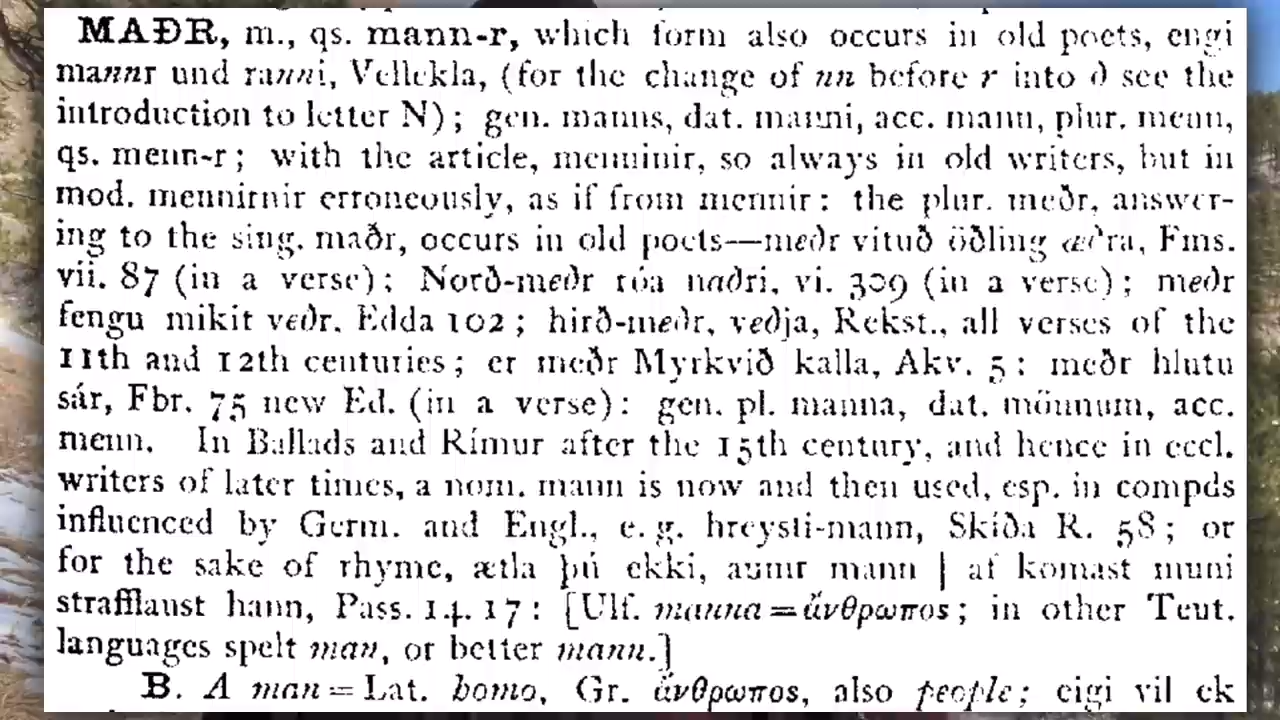 MAÐR, m., qs. mann-r, which form also occurs in old poets, engi
mannr und ranni, Vellekla, (for the change of nn before r into ð see the
introduction to letter N); gen. manns, dat. manni, acc. mann, plur. menn,
qs. menn-r; with the article, menninir, so always in old writers, but in
mod. mennirnir erroneously, as if from mennir: the plur. meðr, answer-
ing to the sing. maðr, occurs in old poets—meðr vituð öðling æðra, Fms.
vii. 87 (in a verse); Norð-meðr róa naðri, vi. 309 (in a verse); meðr
fengu mikit veðr, Edda 102; hirð-meðr, veðja, Rekst., all verses of the
11th and 12th centuries; er meðr Myrkvið kalla, Akv. 5: meðr hlutu
sár, Fbr. 75 new Ed. (in a verse): gen. pl. manna, dat. mönnum, acc.
menn. In Ballads and Rímur after the 15th century, and hence in eccl.
writers of later times, a nom. mann is now and then used, esp. in compds
influenced by Germ. and Engl., e. g. hreysti-mann, Skíða R. 58; or
for the sake of rhyme, ætla þú ekki, aumr mann | af komast muni
strafflaust hann, Pass. 14. 17: [Ulf. manna = ἄνθρωπος; in other Teut.
languages spelt man, or better mann.]
B. A man = Lat. homo, Gr. ἄνθρωπος, also people; eigi vil ek